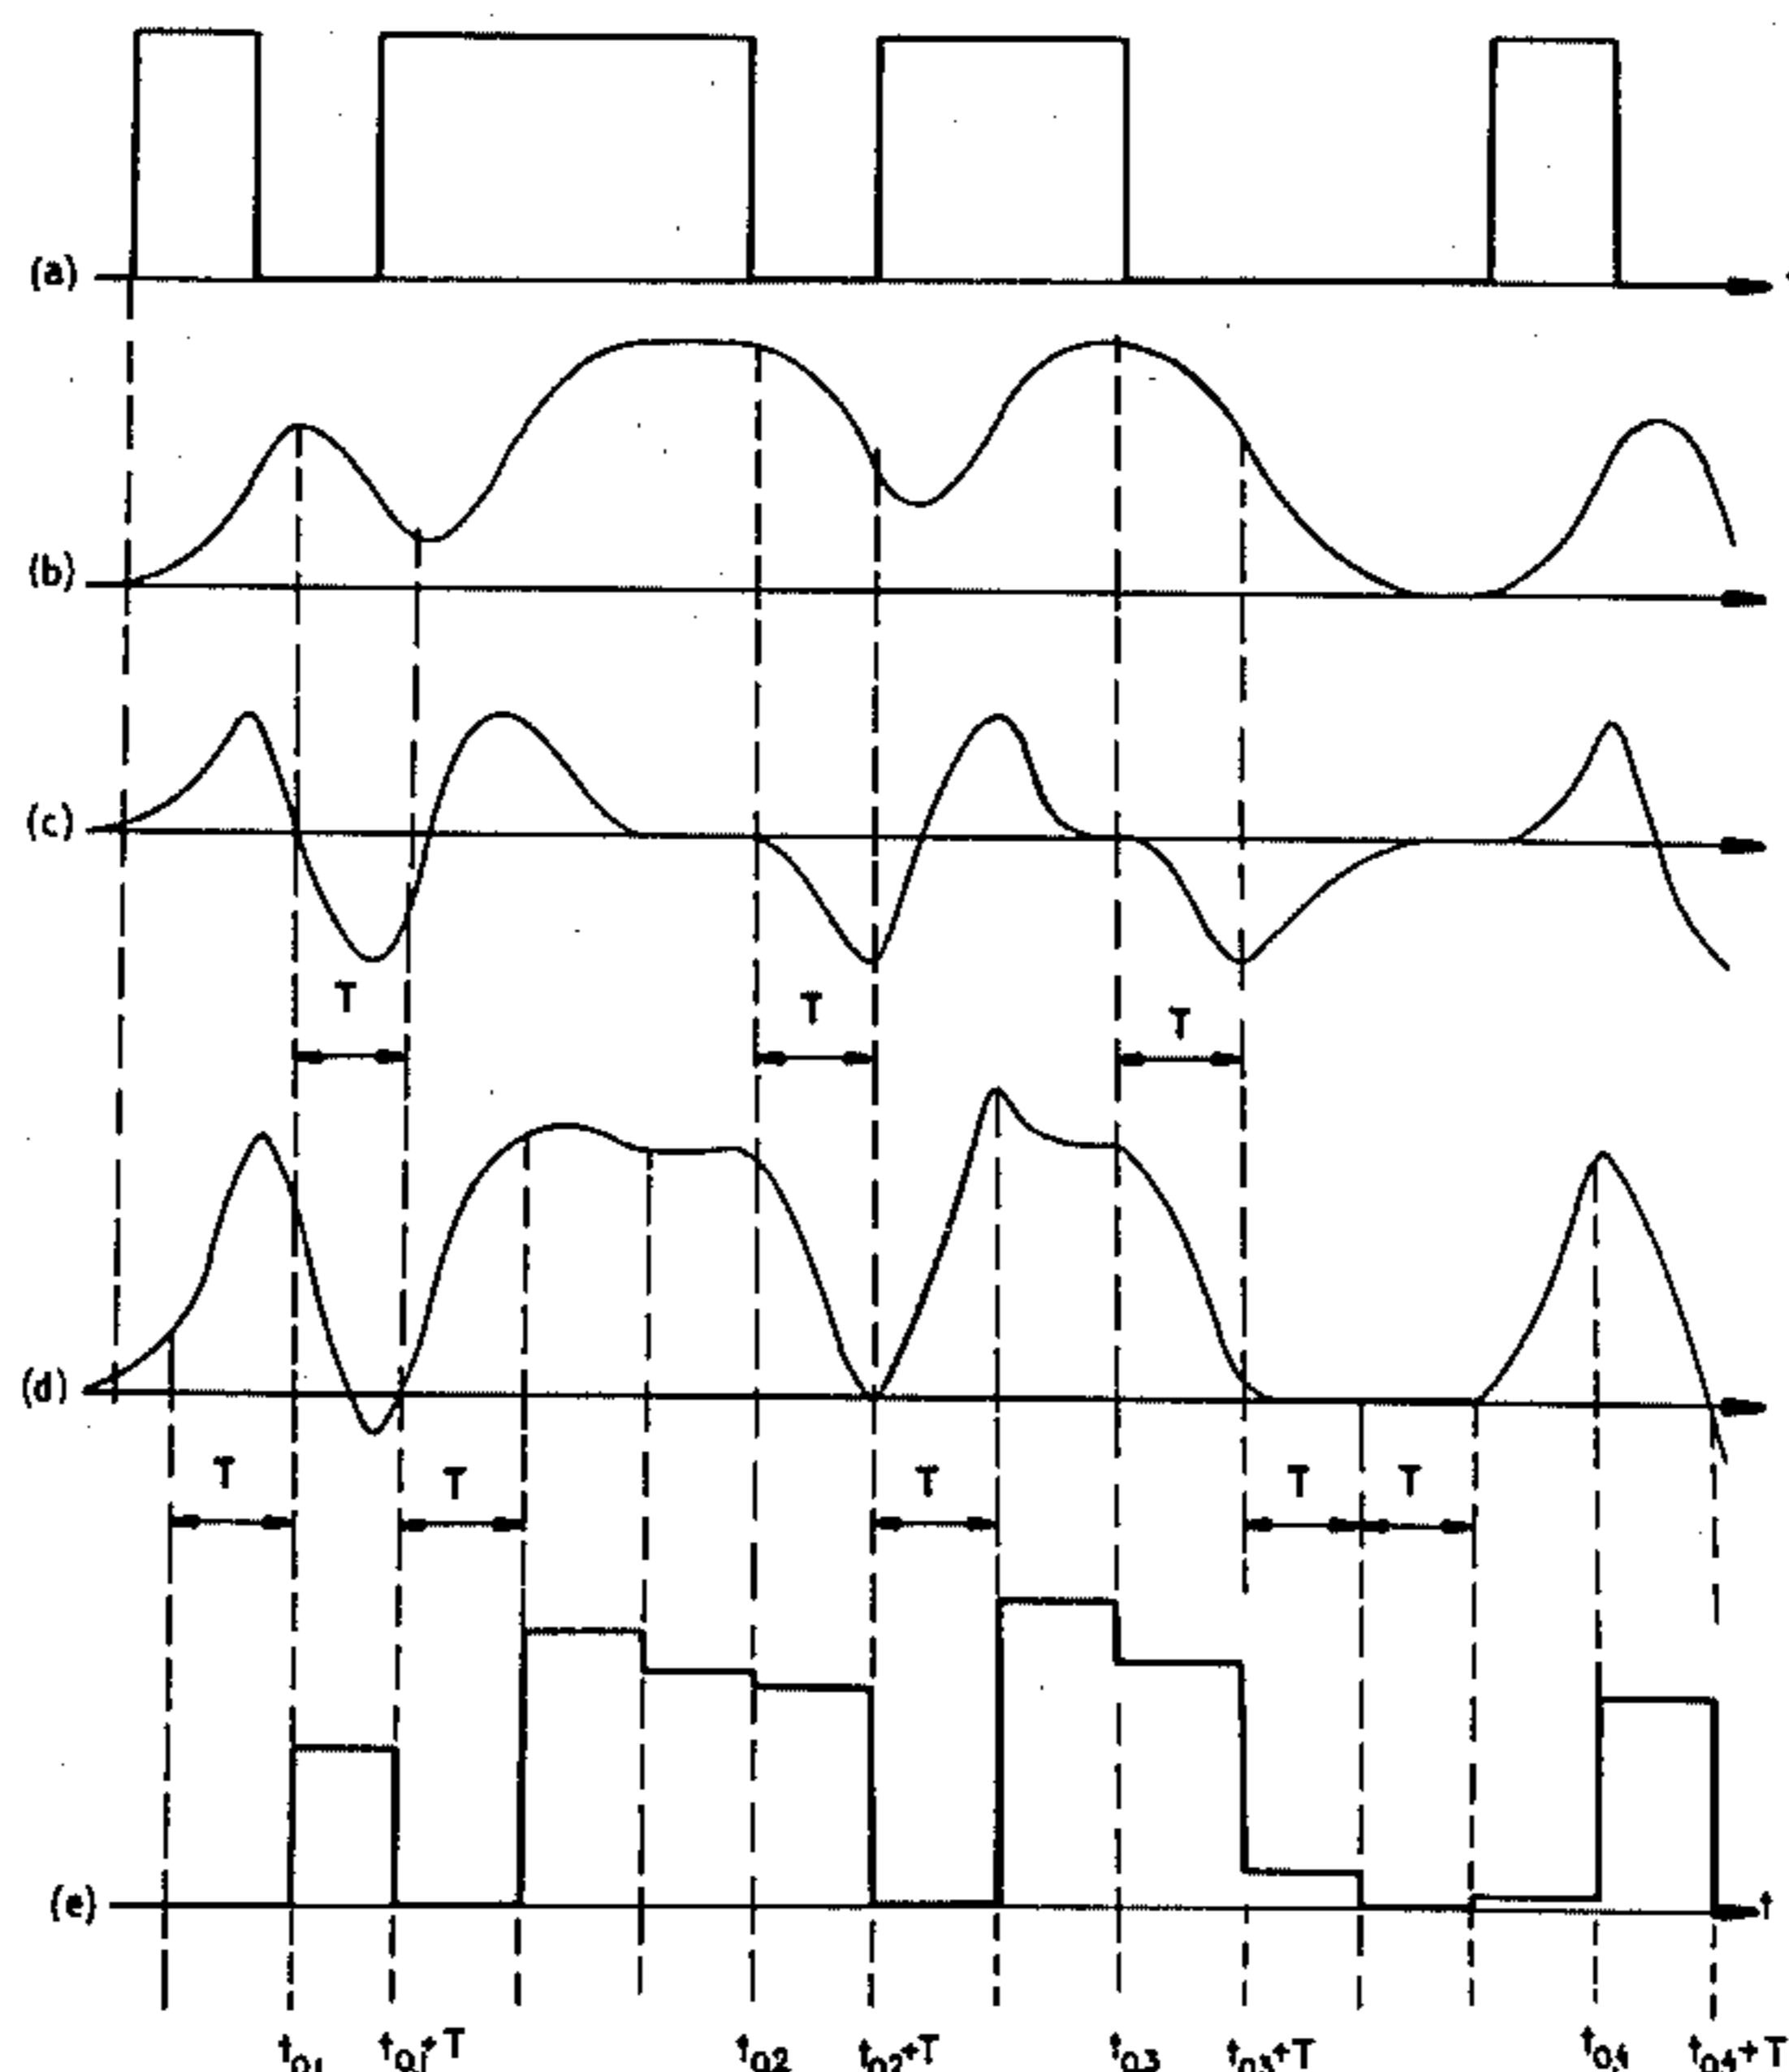 (a)
(b)
(c)
T T T
(d)
T T T T T
(e) t
t₀₁ t₀₁+T t₀₂ t₀₂+T t₀₃ t₀₃+T t₀₄ t₀₄+T